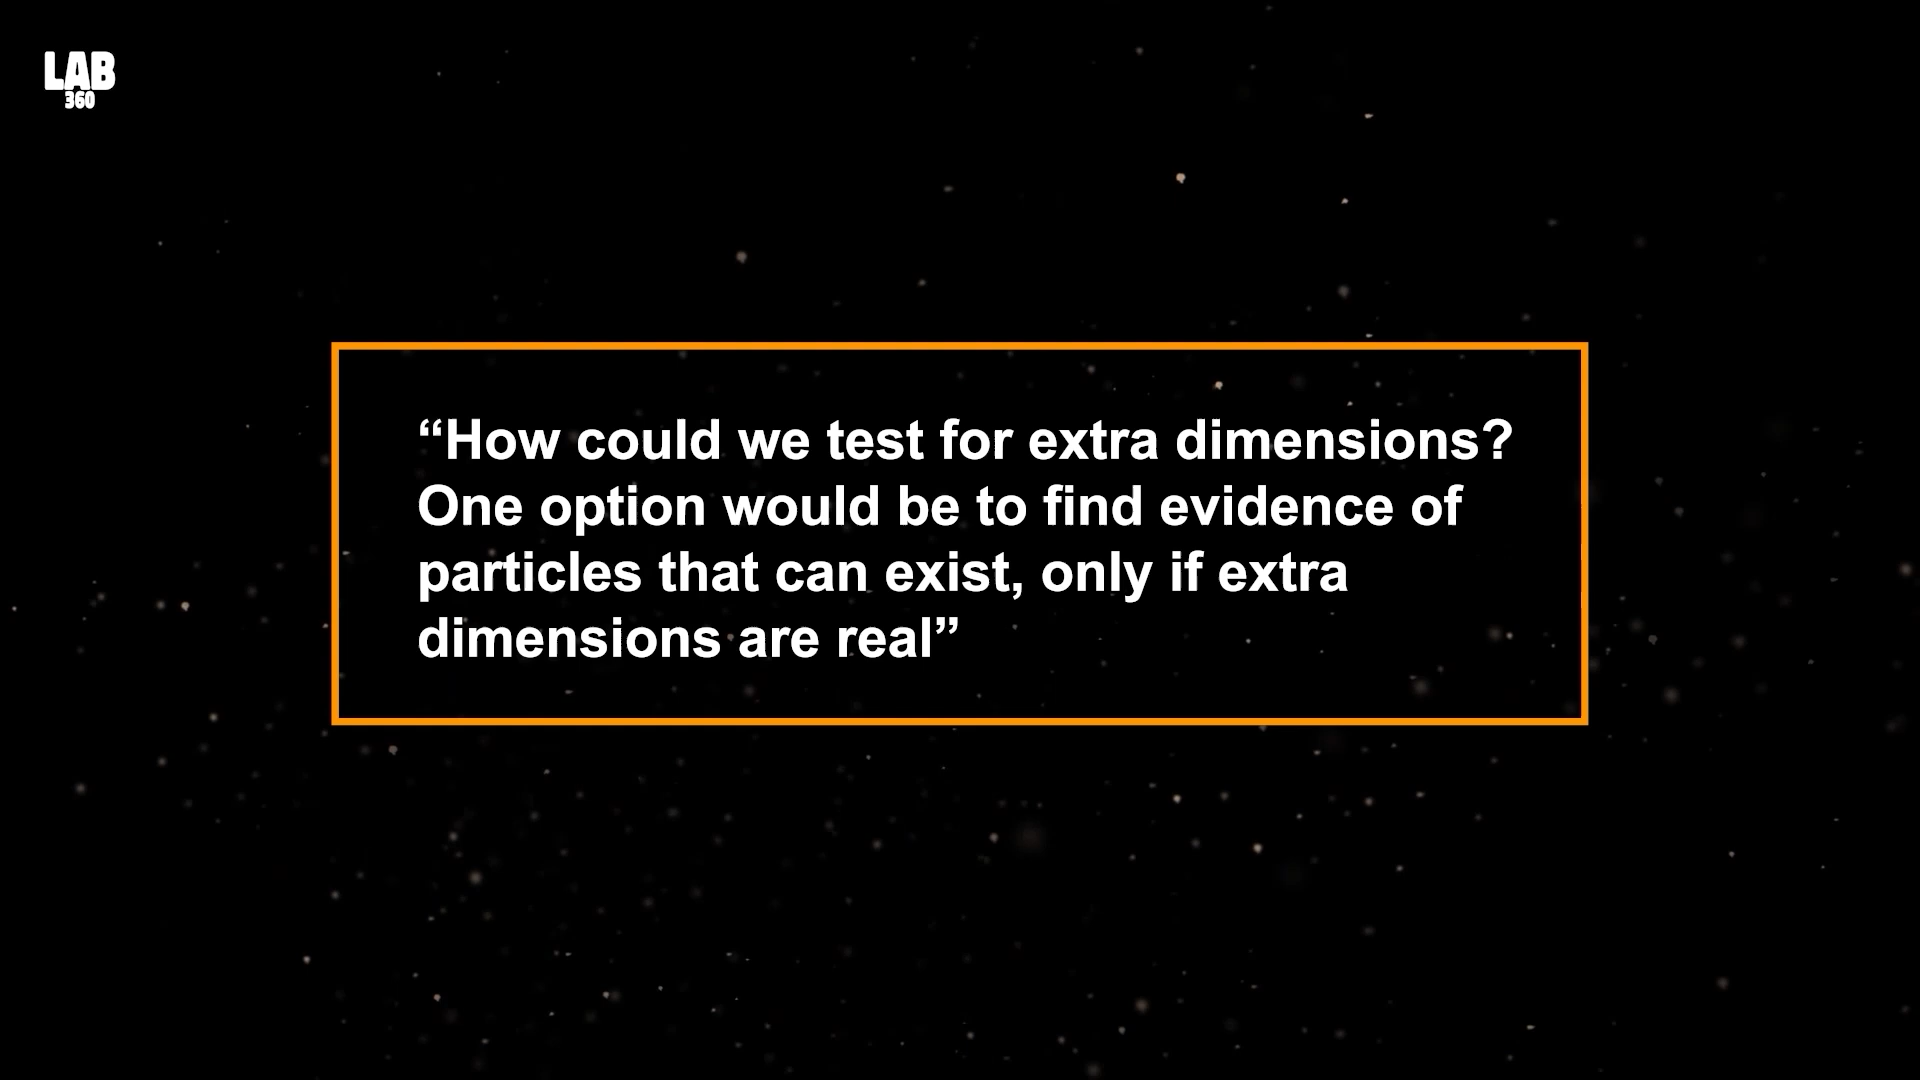 LAB
360
“How could we test for extra dimensions?
One option would be to find evidence of
particles that can exist, only if extra
dimensions are real”